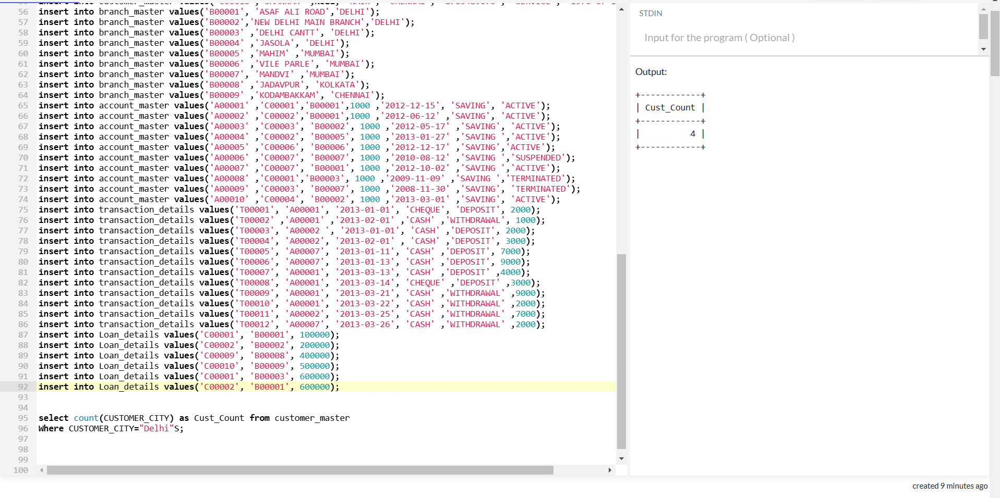 56 insert into branch_master values('B00001', 'ASAF ALI ROAD','DELHI');
57 insert into branch_master values('B00002','NEW DELHI MAIN BRANCH','DELHI');
58 insert into branch_master values('B00003' ,'DELHI CANTT', 'DELHI');
59 insert into branch_master values('B00004' ,'JASOLA', 'DELHI');
60 insert into branch_master values('B00005' ,'MAHIM' ,'MUMBAI');
61 insert into branch_master values('B00006' ,'VILE PARLE', 'MUMBAI');
62 insert into branch_master values('B00007', 'MANDVI' ,'MUMBAI');
63 insert into branch_master values('B00008' ,'JADAVPUR', 'KOLKATA');
64 insert into branch_master values('B00009' ,'KODAMBAKKAM', 'CHENNAI');
65 insert into account_master values('A00001' ,'C00001','B00001',1000 ,'2012-12-15', 'SAVING', 'ACTIVE');
66 insert into account_master values('A00002' ,'C00002','B00001',1000 ,'2012-06-12' ,'SAVING', 'ACTIVE');
67 insert into account_master values('A00003' ,'C00003', 'B00002', 1000 ,'2012-05-17' ,'SAVING', 'ACTIVE');
68 insert into account_master values('A00004' ,'C00002', 'B00005', 1000 ,'2013-01-27' ,'SAVING ','ACTIVE');
69 insert into account_master values('A00005' ,'C00006', 'B00006', 1000 ,'2012-12-17' ,'SAVING','ACTIVE');
70 insert into account_master values('A00006' ,'C00007', 'B00007', 1000 ,'2010-08-12' ,'SAVING ','SUSPENDED');
71 insert into account_master values('A00007' ,'C00007', 'B00001', 1000 ,'2012-10-02' ,'SAVING ','ACTIVE');
72 insert into account_master values('A00008' ,'C00001','B00003', 1000 ,'2009-11-09' ,'SAVING ','TERMINATED');
73 insert into account_master values('A00009' ,'C00003', 'B00007', 1000 ,'2008-11-30' ,'SAVING', 'TERMINATED');
74 insert into account_master values('A00010' ,'C00004', 'B00002', 1000 ,'2013-03-01' ,'SAVING', 'ACTIVE');
75 insert into transaction_details values('T00001', 'A00001', '2013-01-01', 'CHEQUE', 'DEPOSIT', 2000);
76 insert into transaction_details values('T00002' ,'A00001' ,'2013-02-01' ,'CASH' ,'WITHDRAWAL', 1000);
77 insert into transaction_details values('T00003', 'A00002 ', '2013-01-01', 'CASH' ,'DEPOSIT', 2000);
78 insert into transaction_details values('T00004', 'A00002', '2013-02-01' , 'CASH' ,'DEPOSIT', 3000);
79 insert into transaction_details values('T00005', 'A00007', '2013-01-11', 'CASH' ,'DEPOSIT', 7000);
80 insert into transaction_details values('T00006', 'A00007', '2013-01-13', 'CASH' ,'DEPOSIT', 9000);
81 insert into transaction_details values('T00007', 'A00001', '2013-03-13', 'CASH' ,'DEPOSIT' ,4000);
82 insert into transaction_details values('T00008', 'A00001', '2013-03-14', 'CHEQUE' ,'DEPOSIT' ,3000);
83 insert into transaction_details values('T00009', 'A00001', '2013-03-21', 'CASH' ,'WITHDRAWAL' ,9000);
84 insert into transaction_details values('T00010', 'A00001', '2013-03-22', 'CASH' ,'WITHDRAWAL' ,2000);
85 insert into transaction_details values('T00011', 'A00002', '2013-03-25', 'CASH' ,'WITHDRAWAL' ,7000);
86 insert into transaction_details values('T00012', 'A00007', '2013-03-26', 'CASH' ,'WITHDRAWAL' ,2000);
87 insert into Loan_details values('C00001', 'B00001', 100000);
88 insert into Loan_details values('C00002', 'B00002', 200000);
89 insert into Loan_details values('C00009', 'B00008', 400000);
90 insert into Loan_details values('C00010', 'B00009', 500000);
91 insert into Loan_details values('C00001', 'B00003', 600000);
92 insert into Loan_details values('C00002', 'B00001', 600000);
93
94
95 select count(CUSTOMER_CITY) as Cust_Count from customer_master
96 Where CUSTOMER_CITY="Delhi"S;
97
98
99
100
STDIN
Input for the program ( Optional )
Output:
+------------+
| Cust_Count |
+------------+
|          4 |
+------------+
created 9 minutes ago